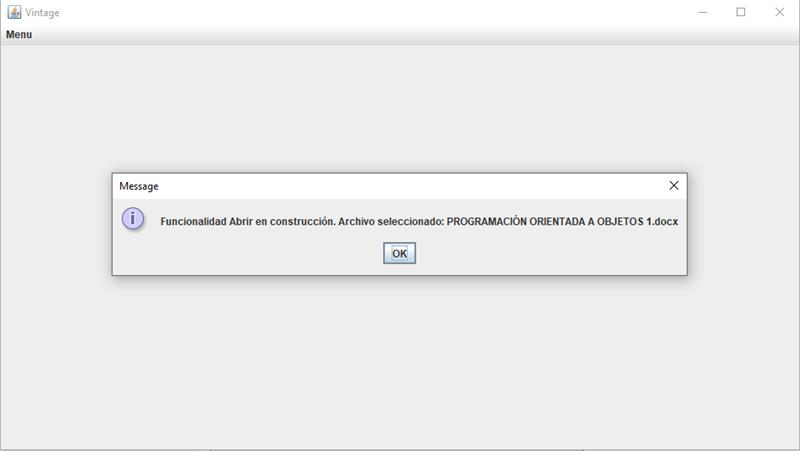 Vintage
Menu
Message
Funcionalidad Abrir en construcción. Archivo seleccionado: PROGRAMACIÓN ORIENTADA A OBJETOS 1.docx
OK